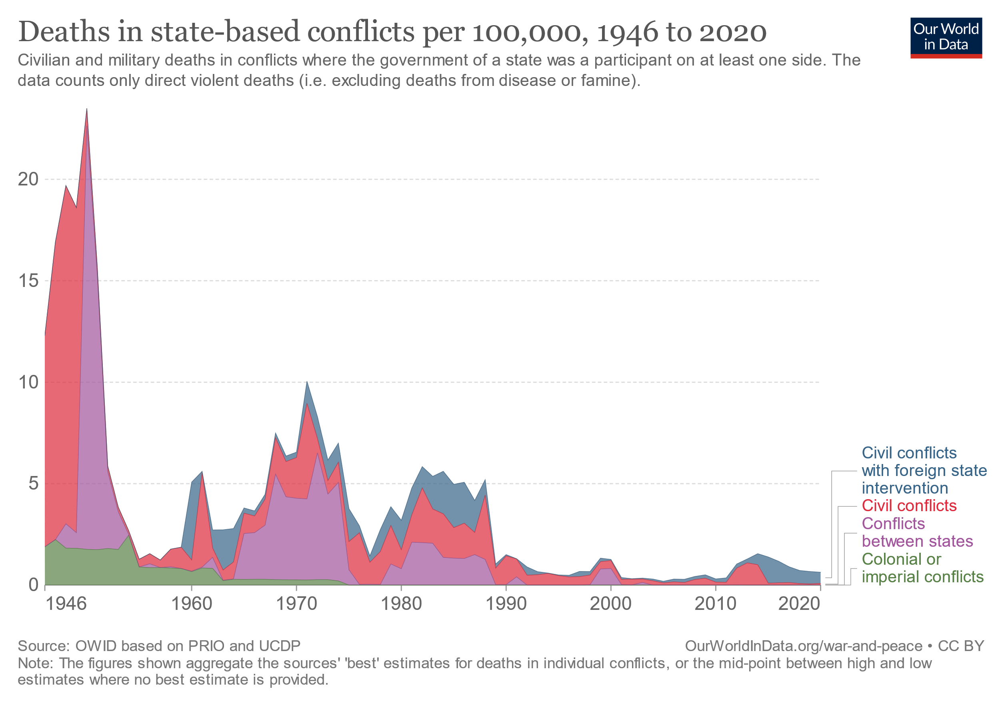 Deaths in state-based conflicts per 100,000, 1946 to 2020
Our World
in Data
Civilian and military deaths in conflicts where the government of a state was a participant on at least one side. The
data counts only direct violent deaths (i.e. excluding deaths from disease or famine).
20
15
10
5
0
1946
1960
1970
1980
1990
2000
2010
2020
Civil conflicts
with foreign state
intervention
Civil conflicts
Conflicts
between states
Colonial or
imperial conflicts
Source: OWID based on PRIO and UCDP
OurWorldInData.org/war-and-peace • CC BY
Note: The figures shown aggregate the sources' 'best' estimates for deaths in individual conflicts, or the mid-point between high and low
estimates where no best estimate is provided.